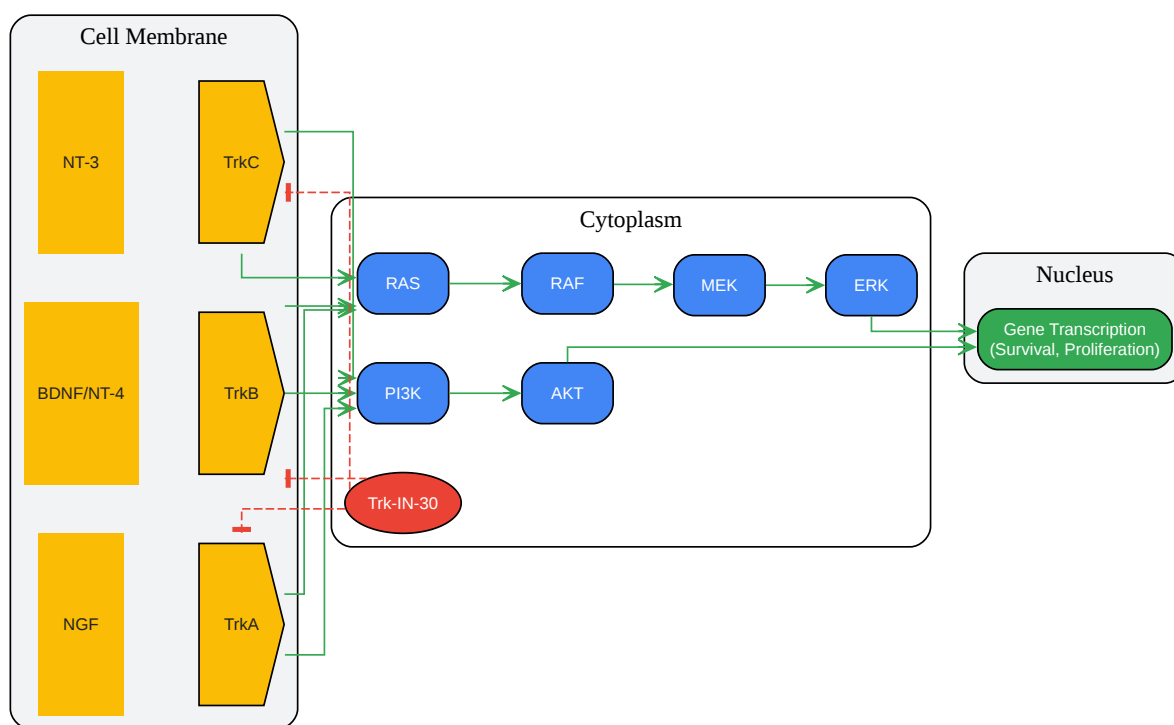 Cell Membrane
NT-3
TrkC
BDNF/NT-4
TrkB
NGF
TrkA
Cytoplasm
RAS
RAF
MEK
ERK
PI3K
AKT
Trk-IN-30
Nucleus
Gene Transcription
(Survival, Proliferation)